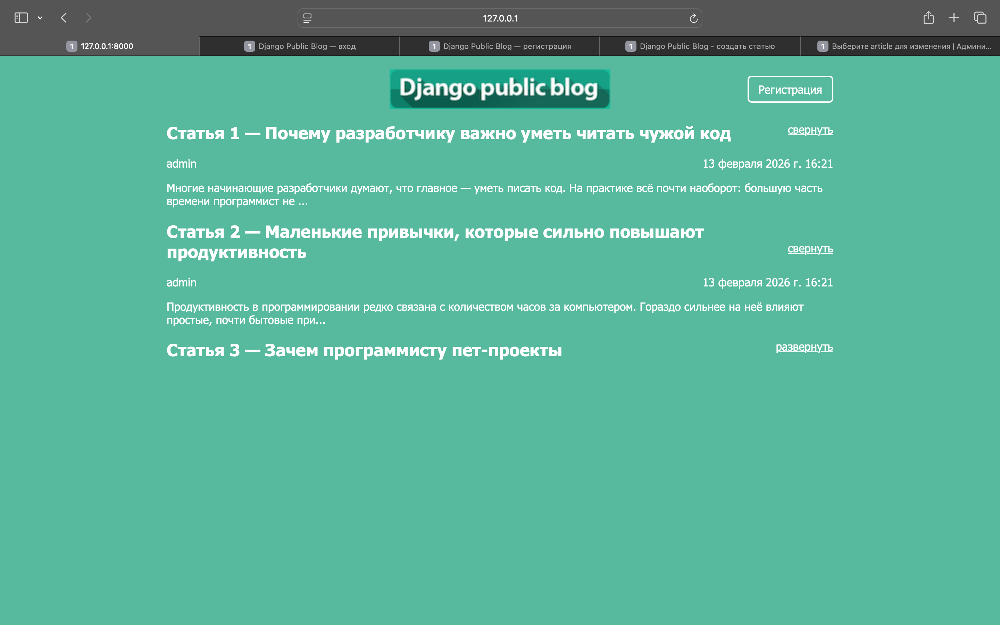 127.0.0.1
1 127.0.0.1:8000
1 Django Public Blog — вход
1 Django Public Blog — регистрация
1 Django Public Blog - создать статью
1 Выберите article для изменения | Админи...
Django public blog
Регистрация
Статья 1 — Почему разработчику важно уметь читать чужой код
свернуть
admin
13 февраля 2026 г. 16:21
Многие начинающие разработчики думают, что главное — уметь писать код. На практике всё почти наоборот: большую часть
времени программист не ...
Статья 2 — Маленькие привычки, которые сильно повышают
продуктивность
свернуть
admin
13 февраля 2026 г. 16:21
Продуктивность в программировании редко связана с количеством часов за компьютером. Гораздо сильнее на неё влияют
простые, почти бытовые при...
Статья 3 — Зачем программисту пет-проекты
развернуть